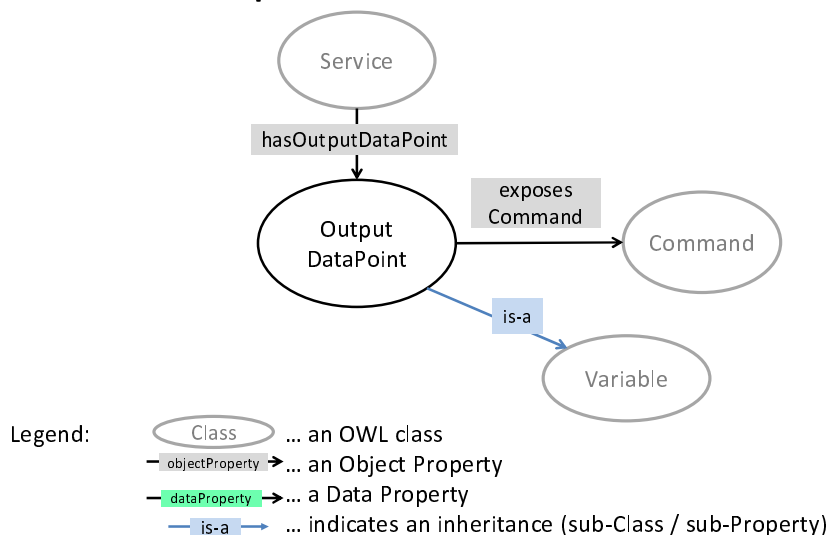 Service
hasOutputDataPoint
exposes
Command
Output
DataPoint
Command
is-a
Variable
Legend:
Class
... an OWL class
objectProperty
... an Object Property
dataProperty
... a Data Property
is-a
... indicates an inheritance (sub-Class / sub-Property)